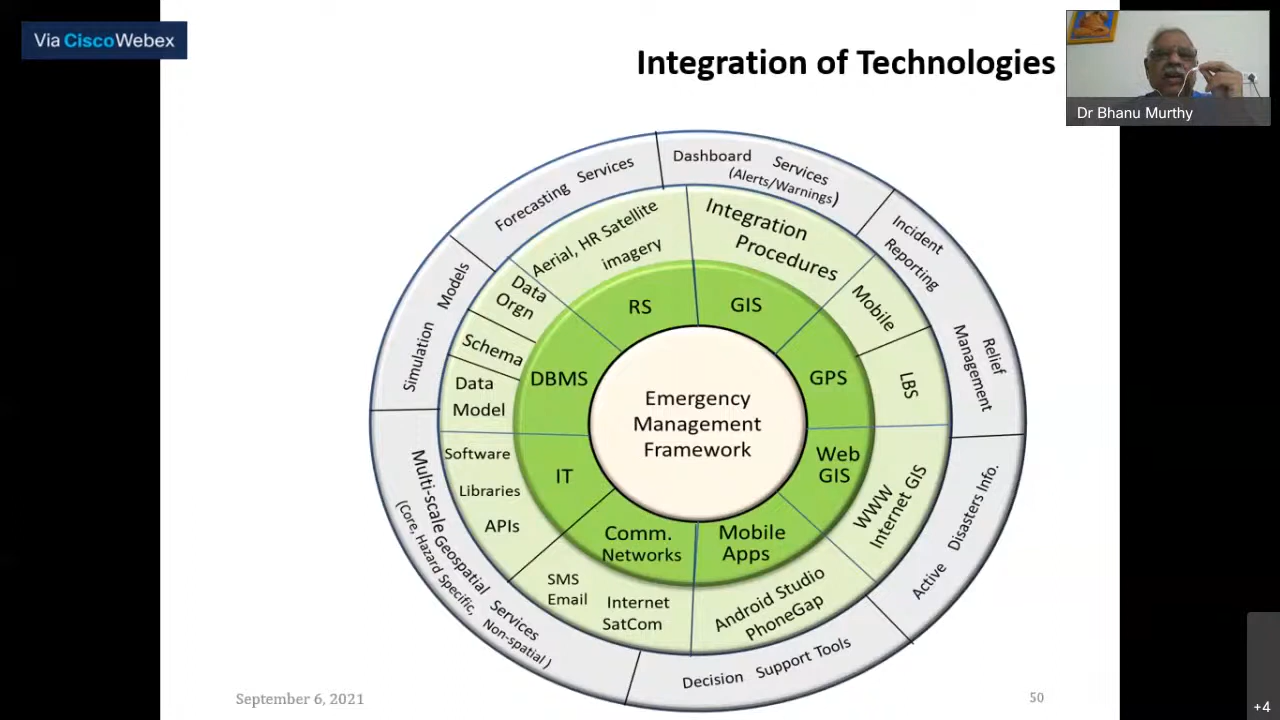 Via CiscoWebex
Integration of Technologies
Dr Bhanu Murthy
Forecasting Services
Dashboard Services
(Alerts/Warnings)
Incident
Reporting
Relief
Management
Active Disasters Info.
Decision Support Tools
Multi-scale Geospatial Services
(Core, Hazard Specific, Non-spatial)
Simulation Models
Aerial, HR Satellite
imagery
Integration
Procedures
Mobile
LBS
WWW
Internet GIS
Android Studio
PhoneGap
SMS
Email
Internet
SatCom
Software
Libraries
APIs
Data
Model
Schema
Data
Orgn
RS
GIS
GPS
Web
GIS
Mobile
Apps
Comm.
Networks
IT
DBMS
Emergency
Management
Framework
September 6, 2021
50
+4